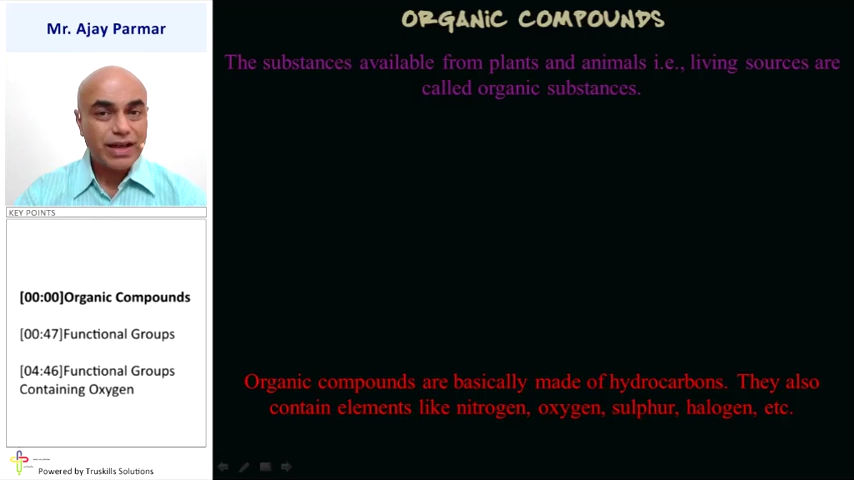 Mr. Ajay Parmar
ORGANIC COMPOUNDS
The substances available from plants and animals i.e., living sources are
called organic substances.
KEY POINTS
[00:00]Organic Compounds
[00:47]Functional Groups
[04:46]Functional Groups
Containing Oxygen
Organic compounds are basically made of hydrocarbons. They also
contain elements like nitrogen, oxygen, sulphur, halogen, etc.
Powered by Truskills Solutions